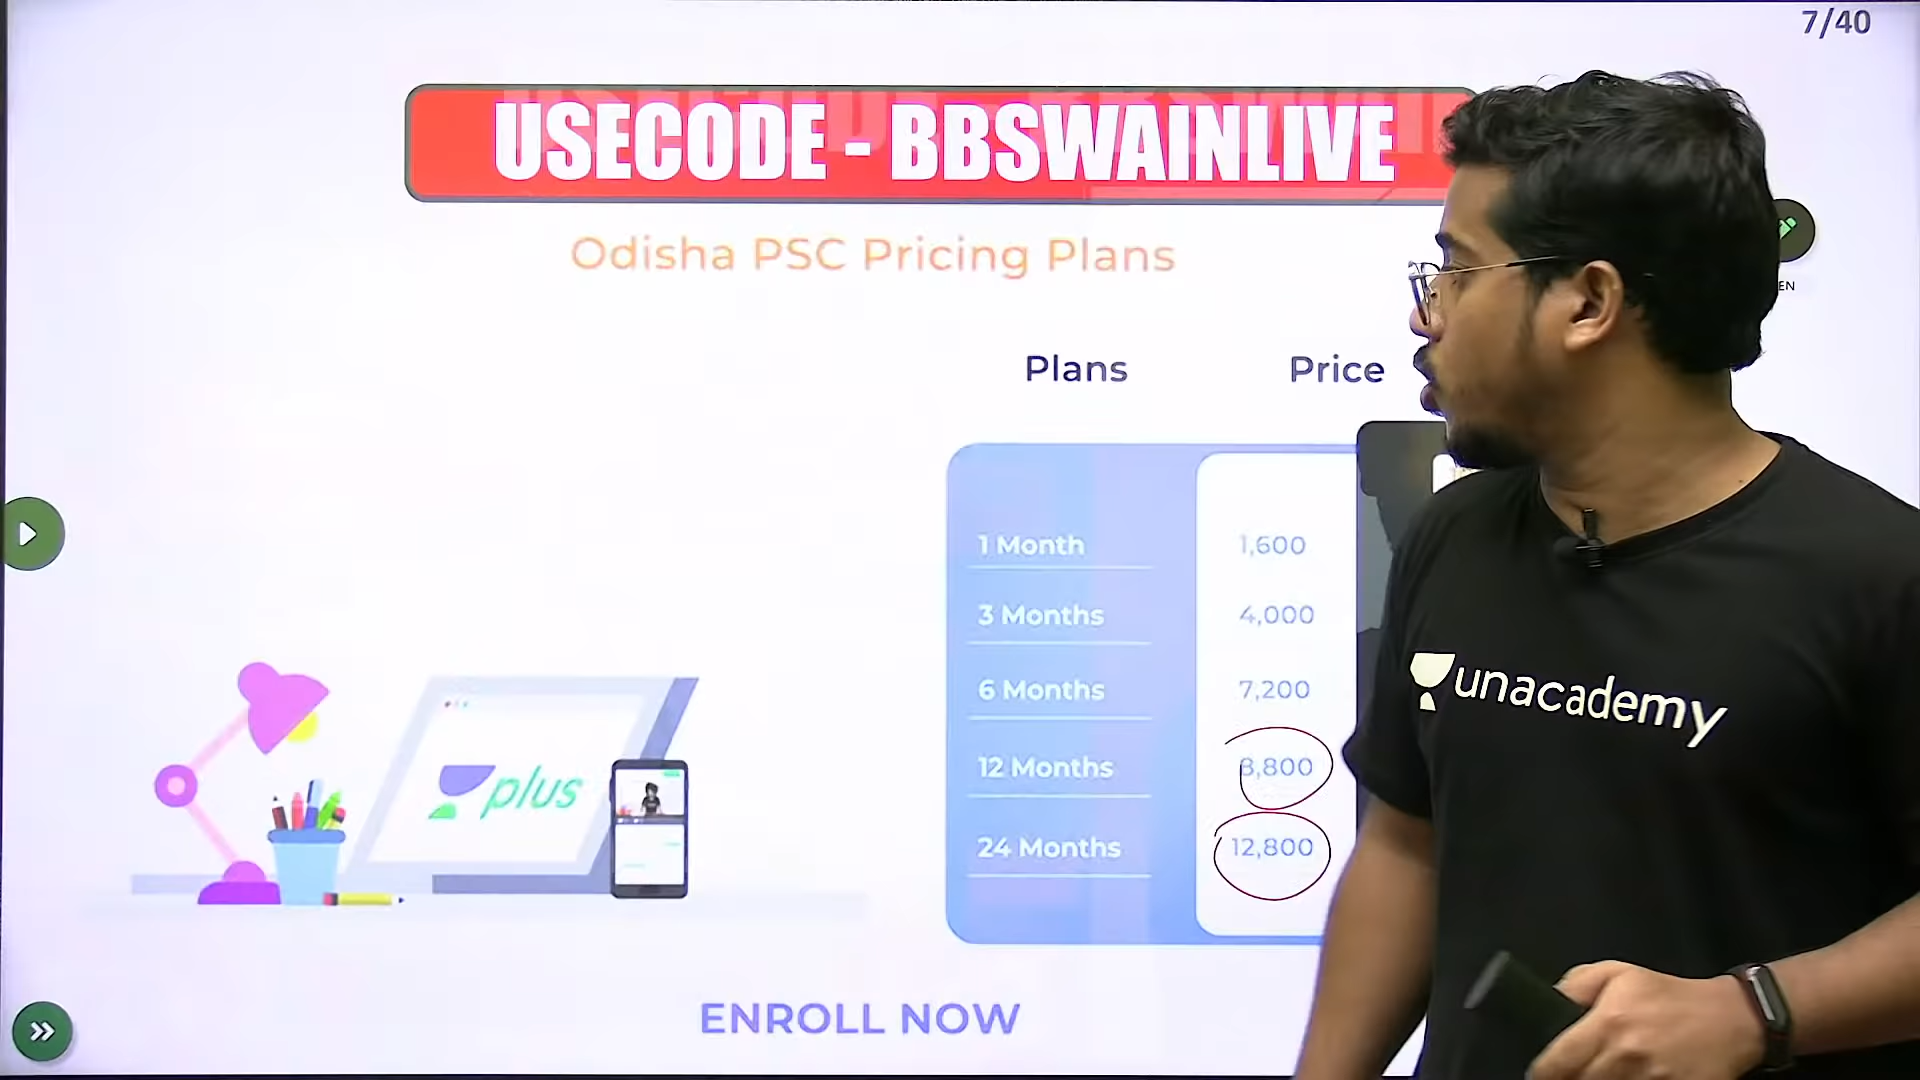 7/40
USECODE - BBSWAINLIVE
Odisha PSC Pricing Plans
EN
Plans Price
1 Month 1,600
3 Months 4,000
6 Months 7,200
12 Months 8,800
24 Months 12,800
unacademy
plus
ENROLL NOW